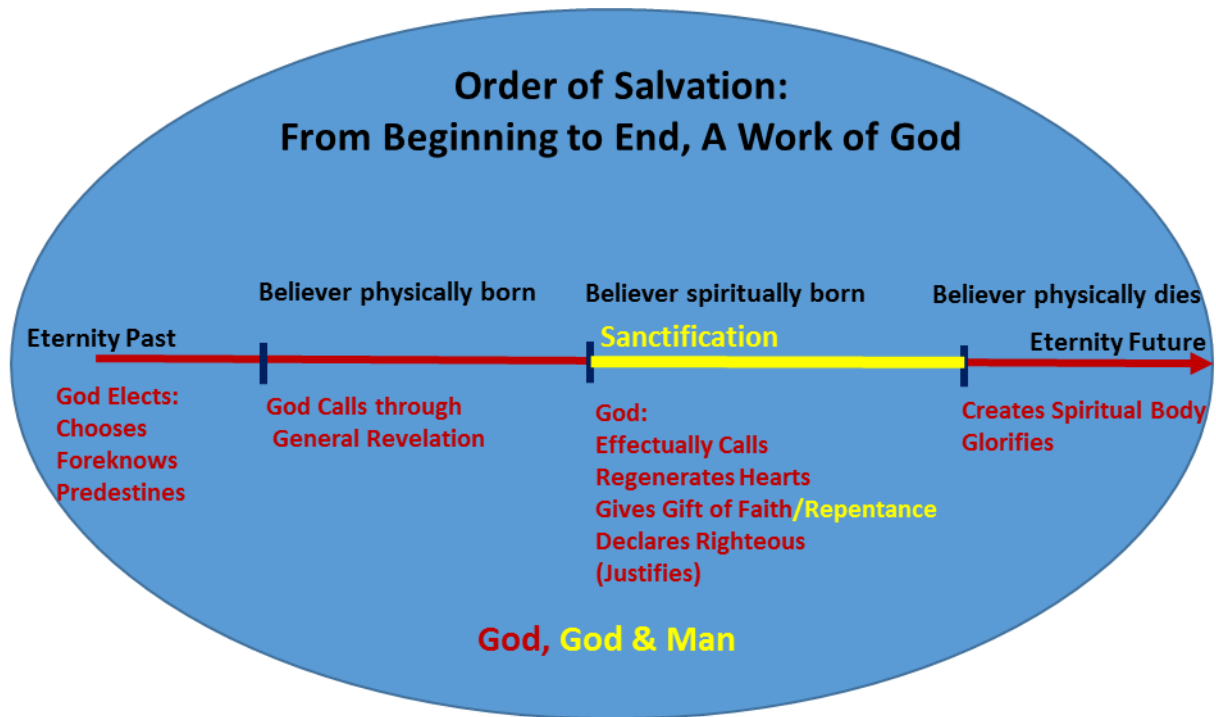 Order of Salvation:
From Beginning to End, A Work of God
Believer physically born
Believer spiritually born
Believer physically dies
Eternity Past
Sanctification
Eternity Future
God Elects:
Chooses
Foreknows
Predestines
God Calls through
General Revelation
God:
Effectually Calls
Regenerates Hearts
Gives Gift of Faith/Repentance
Declares Righteous
(Justifies)
Creates Spiritual Body
Glorifies
God, God & Man